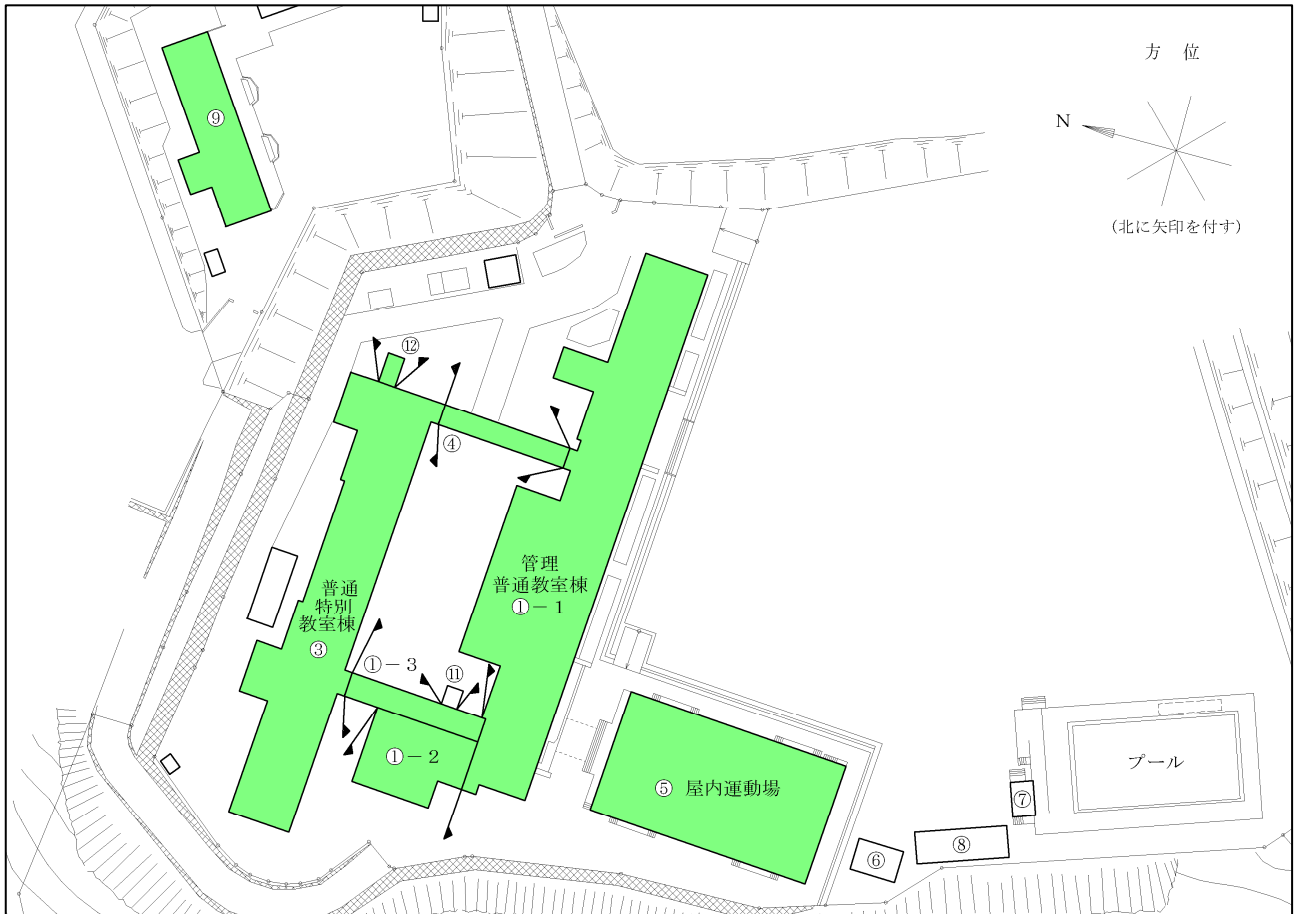 方 位
N
(北に矢印を付す)
⑨
⑫
④
管理
普通教室棟
①－１
普通
特別
教室棟
③
①－３
⑪
①－２
⑤ 屋内運動場
プール
⑦
⑧
⑥